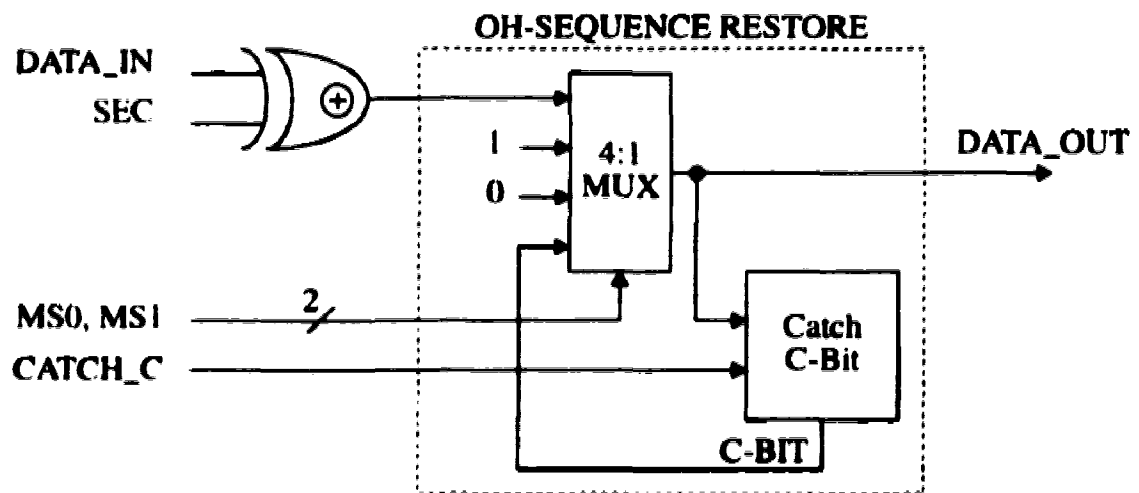 OH-SEQUENCE RESTORE
DATA_IN
SEC
+
1
0
4:1
MUX
DATA_OUT
MS0, MS1
2
CATCH_C
Catch
C-Bit
C-BIT